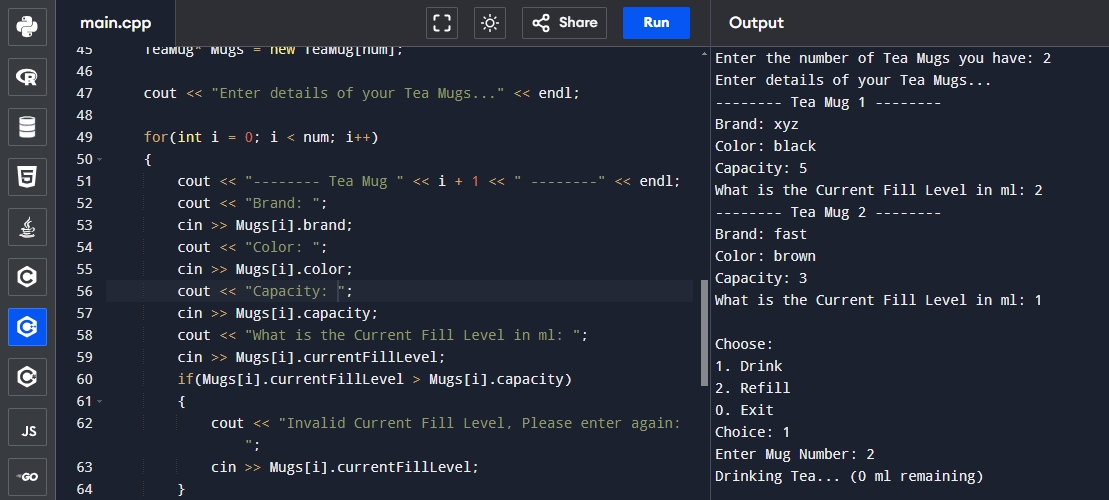 main.cpp
Share
Run
Output
45 TeaMug* Mugs = new TeaMug[num];
46
47 cout << "Enter details of your Tea Mugs..." << endl;
48
49 for(int i = 0; i < num; i++)
50 {
51 cout << "-------- Tea Mug " << i + 1 << " --------" << endl;
52 cout << "Brand: ";
53 cin >> Mugs[i].brand;
54 cout << "Color: ";
55 cin >> Mugs[i].color;
56 cout << "Capacity: ";
57 cin >> Mugs[i].capacity;
58 cout << "What is the Current Fill Level in ml: ";
59 cin >> Mugs[i].currentFillLevel;
60 if(Mugs[i].currentFillLevel > Mugs[i].capacity)
61 {
62 cout << "Invalid Current Fill Level, Please enter again:
";
63 cin >> Mugs[i].currentFillLevel;
64 }
Enter the number of Tea Mugs you have: 2
Enter details of your Tea Mugs...
-------- Tea Mug 1 --------
Brand: xyz
Color: black
Capacity: 5
What is the Current Fill Level in ml: 2
-------- Tea Mug 2 --------
Brand: fast
Color: brown
Capacity: 3
What is the Current Fill Level in ml: 1
Choose:
1. Drink
2. Refill
0. Exit
Choice: 1
Enter Mug Number: 2
Drinking Tea... (0 ml remaining)
R
5
C
C
C
JS
GO